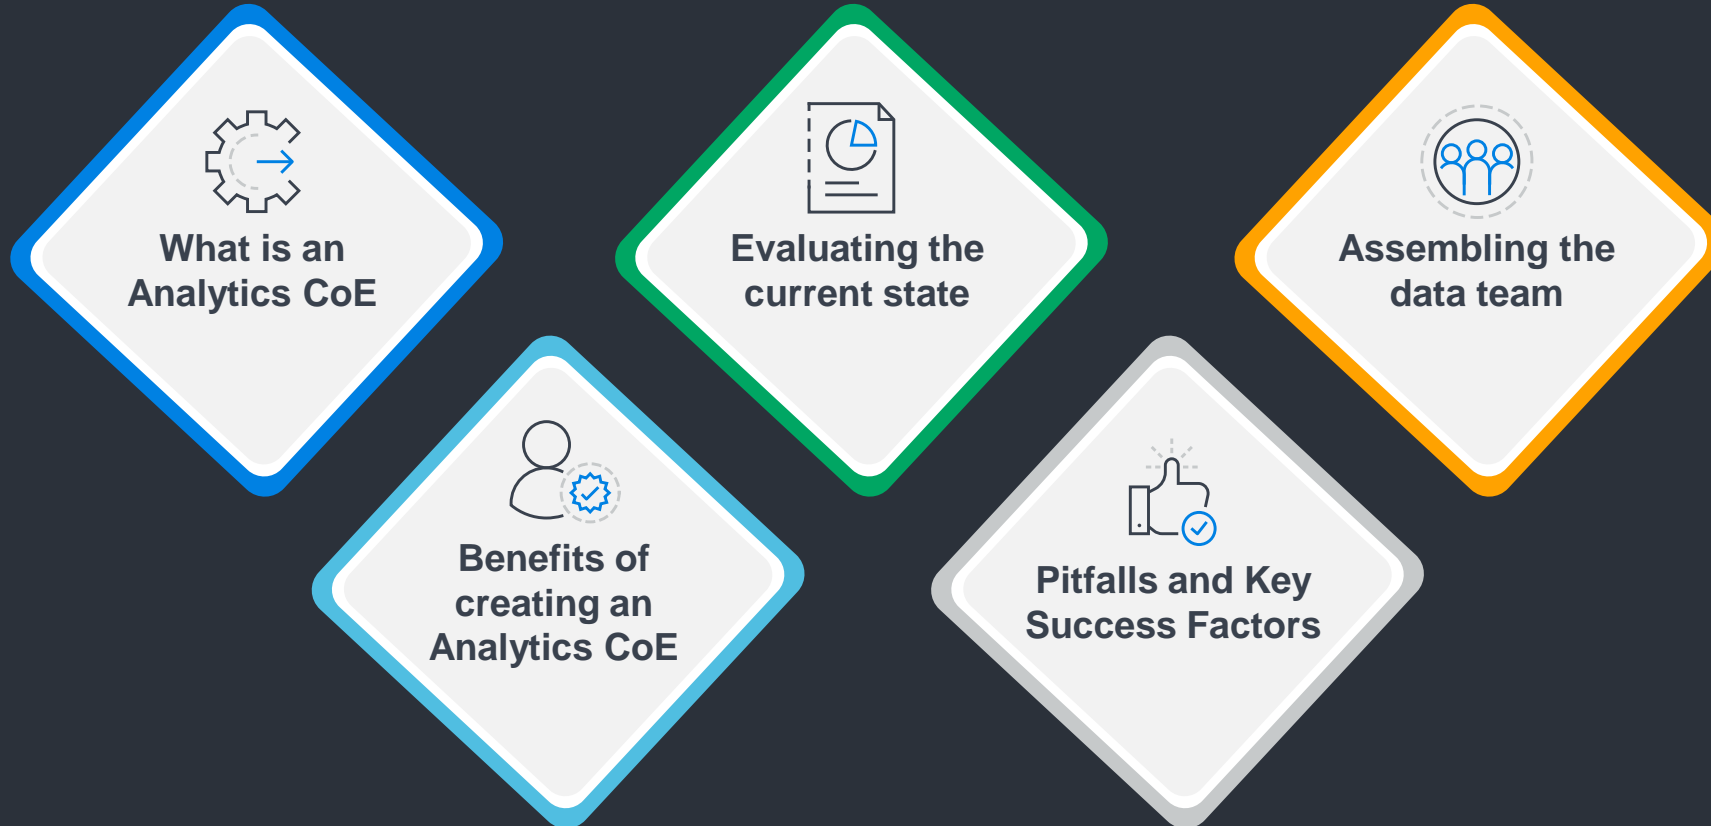 What is an
Analytics CoE
Evaluating the
current state
Assembling the
data team
Benefits of
creating an
Analytics CoE
Pitfalls and Key
Success Factors